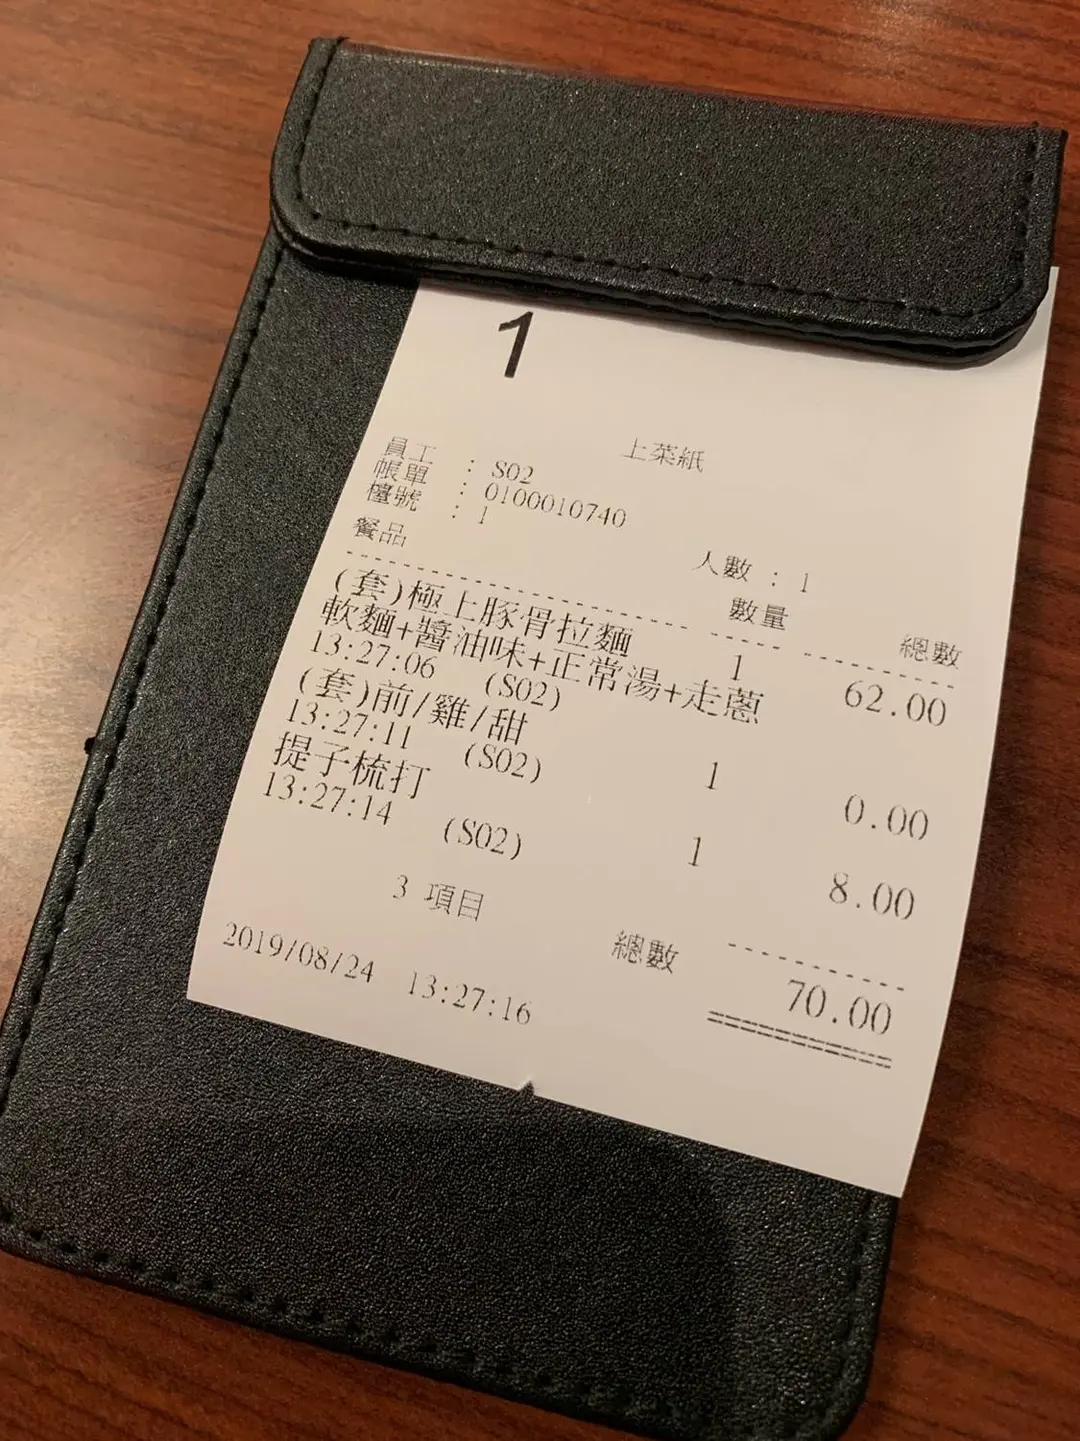 1
上菜紙
員工 : S02
帳單 : 0100010740
檯號 : 1 人數 : 1
餐品 數量 總數
(套)極上豚骨拉麵 1 62.00
軟麵+醬油味+正常湯+走蔥
13:27:06 (S02)
(套)前/雞/甜 1 0.00
13:27:11 (S02)
提子梳打 1 8.00
13:27:14 (S02)
3 項目 總數 70.00
2019/08/24 13:27:16